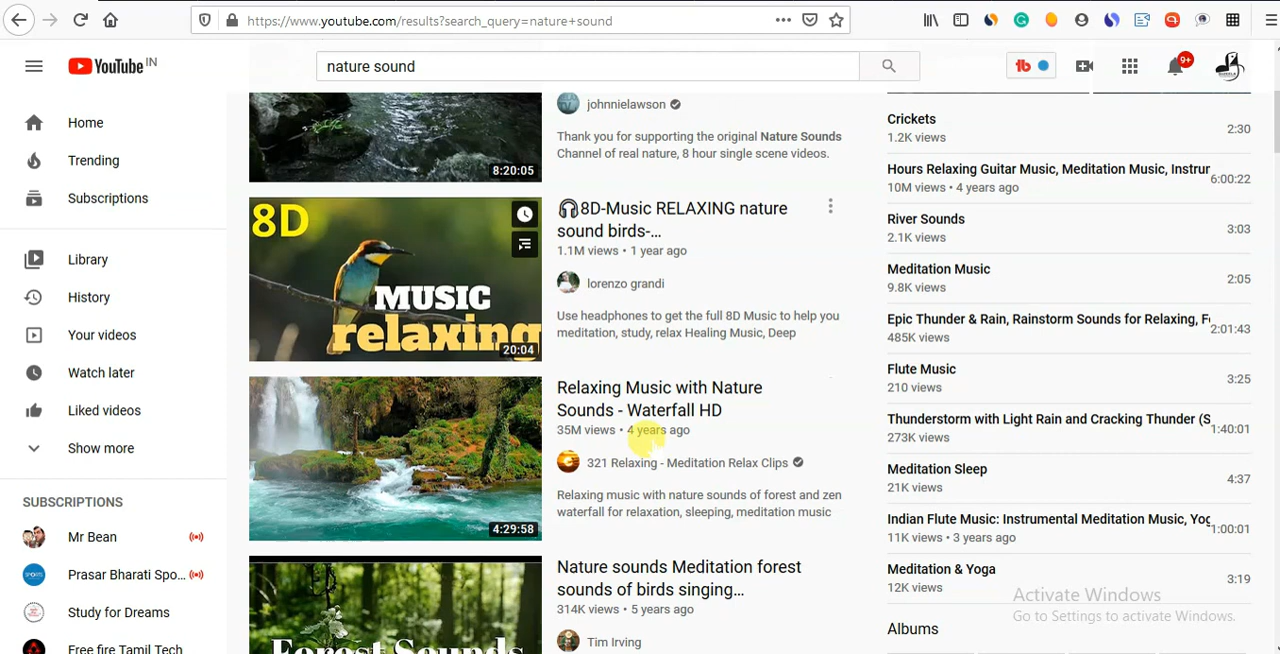 https://www.youtube.com/results?search_query=nature+sound
YouTube IN
nature sound
9+
Home
Trending
Subscriptions
Library
History
Your videos
Watch later
Liked videos
Show more
SUBSCRIPTIONS
Mr Bean
Prasar Bharati Spo...
Study for Dreams
Free fire Tamil Tech
johnnielawson
Thank you for supporting the original Nature Sounds
Channel of real nature, 8 hour single scene videos.
8:20:05
8D
MUSIC
relaxing
20:04
8D-Music RELAXING nature
sound birds-...
1.1M views • 1 year ago
lorenzo grandi
Use headphones to get the full 8D Music to help you
meditation, study, relax Healing Music, Deep
4:29:58
Relaxing Music with Nature
Sounds - Waterfall HD
35M views • 4 years ago
321 Relaxing - Meditation Relax Clips
Relaxing music with nature sounds of forest and zen
waterfall for relaxation, sleeping, meditation music
Forest Sounds
Nature sounds Meditation forest
sounds of birds singing...
314K views • 5 years ago
Tim Irving
Crickets
1.2K views
2:30
Hours Relaxing Guitar Music, Meditation Music, Instrur
10M views • 4 years ago
6:00:22
River Sounds
2.1K views
3:03
Meditation Music
9.8K views
2:05
Epic Thunder & Rain, Rainstorm Sounds for Relaxing, Fo
485K views
2:01:43
Flute Music
210 views
3:25
Thunderstorm with Light Rain and Cracking Thunder (S
273K views
1:40:01
Meditation Sleep
21K views
4:37
Indian Flute Music: Instrumental Meditation Music, Yog
11K views • 3 years ago
1:00:01
Meditation & Yoga
12K views
3:19
Albums
Activate Windows
Go to Settings to activate Windows.